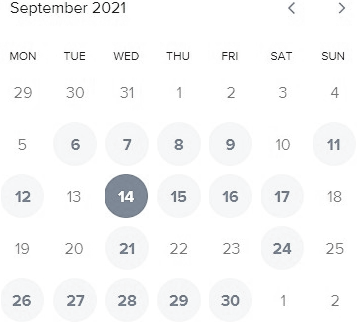 September 2021
MON TUE WED THU FRI SAT SUN
29 30 31 1 2 3 4
5 6 7 8 9 10 11
12 13 14 15 16 17 18
19 20 21 22 23 24 25
26 27 28 29 30 1 2